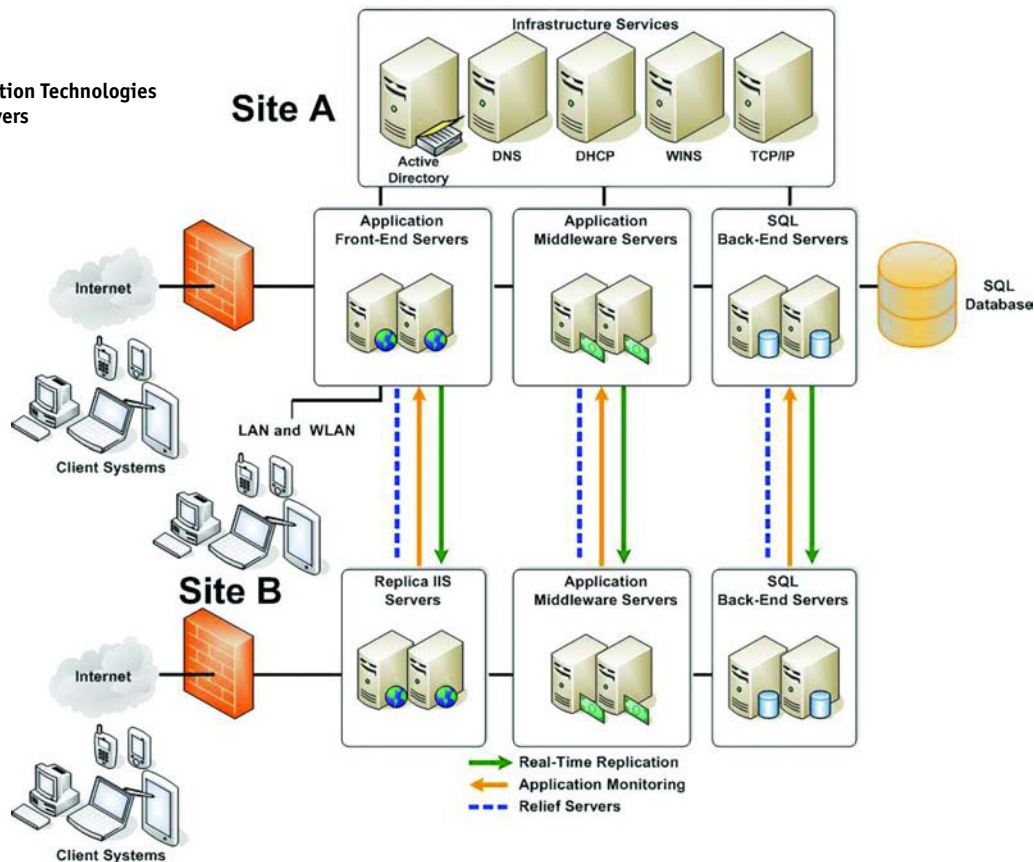 tion Technologies
vers
Infrastructure Services
Site A
Active
Directory
DNS
DHCP
WINS
TCP/IP
Application
Front-End Servers
Application
Middleware Servers
SQL
Back-End Servers
Internet
SQL
Database
LAN and WLAN
Client Systems
Site B
Replica IIS
Servers
Application
Middleware Servers
SQL
Back-End Servers
Internet
Real-Time Replication
Application Monitoring
Relief Servers
Client Systems